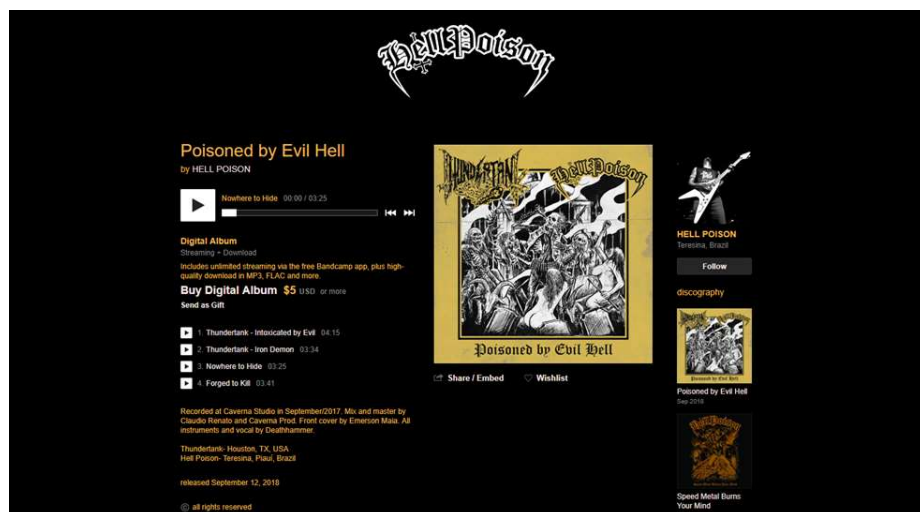 HellPoison
Poisoned by Evil Hell
by HELL POISON
Nowhere to Hide 00:00 / 03:25
Digital Album
Streaming + Download
Includes unlimited streaming via the free Bandcamp app, plus high-
quality download in MP3, FLAC and more.
Buy Digital Album $5 USD or more
Send as Gift
1. Thundertank - Intoxicated by Evil 04:15
2. Thundertank - Iron Demon 03:34
3. Nowhere to Hide 03:25
4. Forged to Kill 03:41
Recorded at Caverna Studio in September/2017. Mix and master by
Claudio Renato and Caverna Prod. Front cover by Emerson Maia. All
instruments and vocal by Deathhammer.
Thundertank- Houston, TX, USA
Hell Poison- Teresina, Piauí, Brazil
released September 12, 2018
© all rights reserved
HellPoison
Poisoned by Evil Hell
Share / Embed
Wishlist
HELL POISON
Teresina, Brazil
Follow
discography
Poisoned by Evil Hell
Poisoned by Evil Hell
Sep 2018
HellPoison
Speed Metal Burns
Your Mind